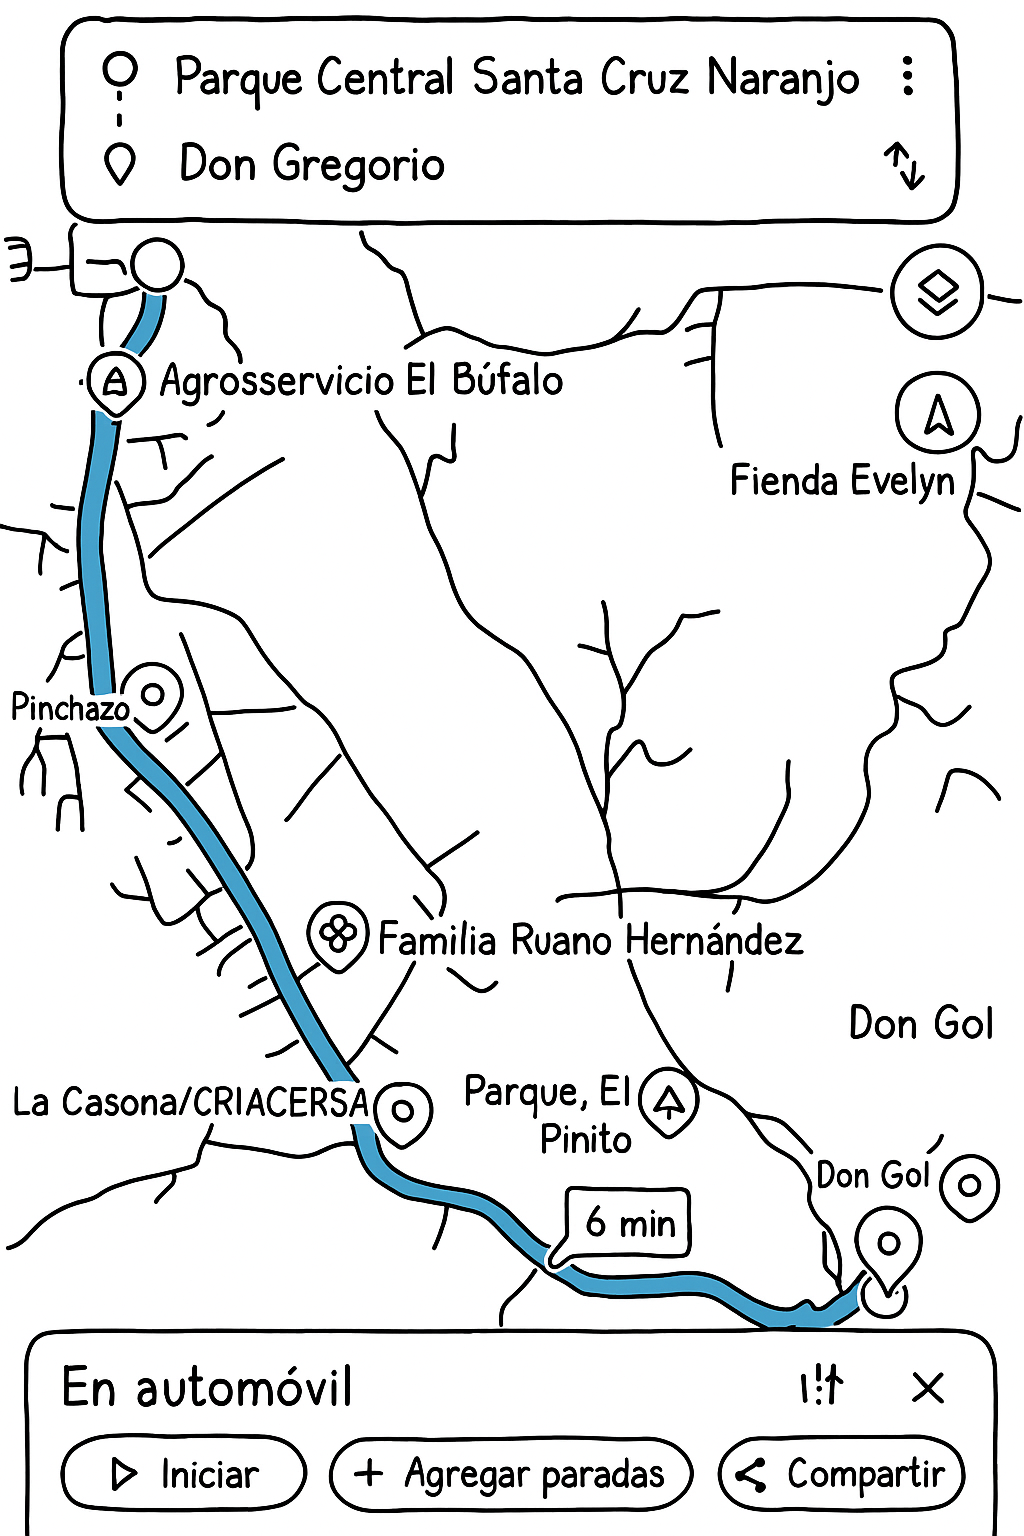 Parque Central Santa Cruz Naranjo
Don Gregorio
Agrosservicio El Búfalo
Fienda Evelyn
Pinchazo
Familia Ruano Hernández
Don Gol
La Casona/CRIACERSA
Parque, El
Pinito
Don Gol
6 min
En automóvil
Iniciar
+ Agregar paradas
Compartir